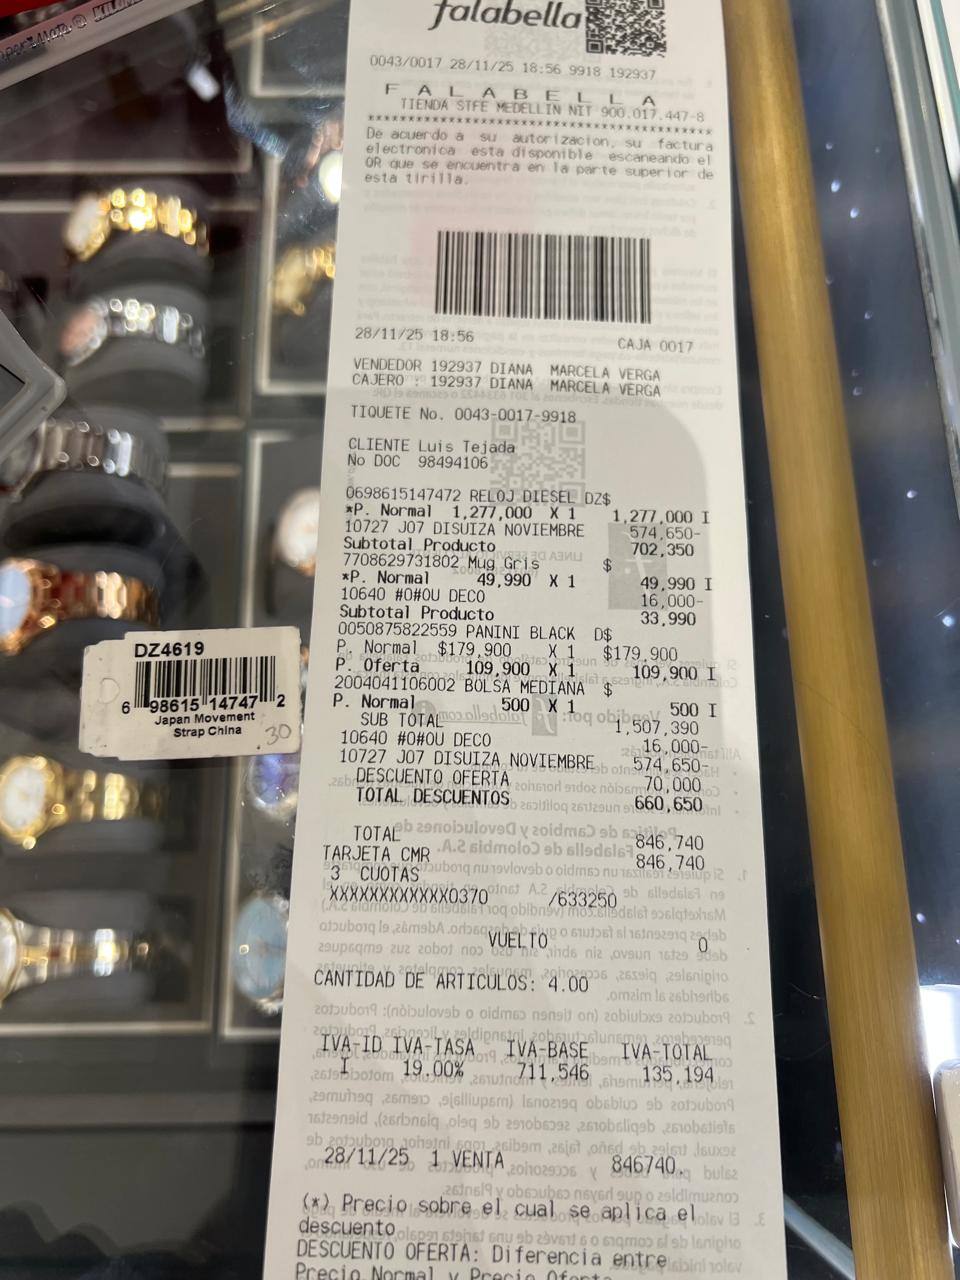 falabella
0043/0017 28/11/25 18:56 9918 192937
F A L A B E L L A
TIENDA STFE MEDELLIN NIT 900.017.447-8
De acuerdo a su autorizacion, su factura
electronica esta disponible escaneando el
QR que se encuentra en la parte superior de
esta tirilla.
28/11/25 18:56 CAJA 0017
VENDEDOR 192937 DIANA MARCELA VERGA
CAJERO : 192937 DIANA MARCELA VERGA
TIQUETE No. 0043-0017-9918
CLIENTE Luis Tejada
No DOC 98494106
0698615147472 RELOJ DIESEL DZ$
*P. Normal 1,277,000 X 1 1,277,000 I
10727 J07 DISUIZA NOVIEMBRE 574,650-
Subtotal Producto 702,350
7708629731802 Mug Gris $
*P. Normal 49,990 X 1 49,990 I
10640 #O#OU DECO 16,000-
Subtotal Producto 33,990
0050875822559 PANINI BLACK D$
P. Normal $179,900 X 1 $179,900
P. Oferta 109,900 X 1 109,900 I
2004041106002 BOLSA MEDIANA $
P. Normal 500 X 1 500 I
SUB TOTAL 1,507,390
10640 #O#OU DECO 16,000-
10727 J07 DISUIZA NOVIEMBRE 574,650-
DESCUENTO OFERTA 70,000
TOTAL DESCUENTOS 660,650
TOTAL 846,740
TARJETA CMR 846,740
3 CUOTAS
XXXXXXXXXXXX0370 /633250
VUELTO 0
CANTIDAD DE ARTICULOS: 4.00
IVA-ID IVA-TASA IVA-BASE IVA-TOTAL
I 19.00% 711,546 135,194
28/11/25 1 VENTA 846740.
(*) Precio sobre el cual se aplica el
descuento
DESCUENTO OFERTA: Diferencia entre
Precio Normal y Precio Oferta
DZ4619
6 98615 14747 2
Japan Movement
Strap China
30